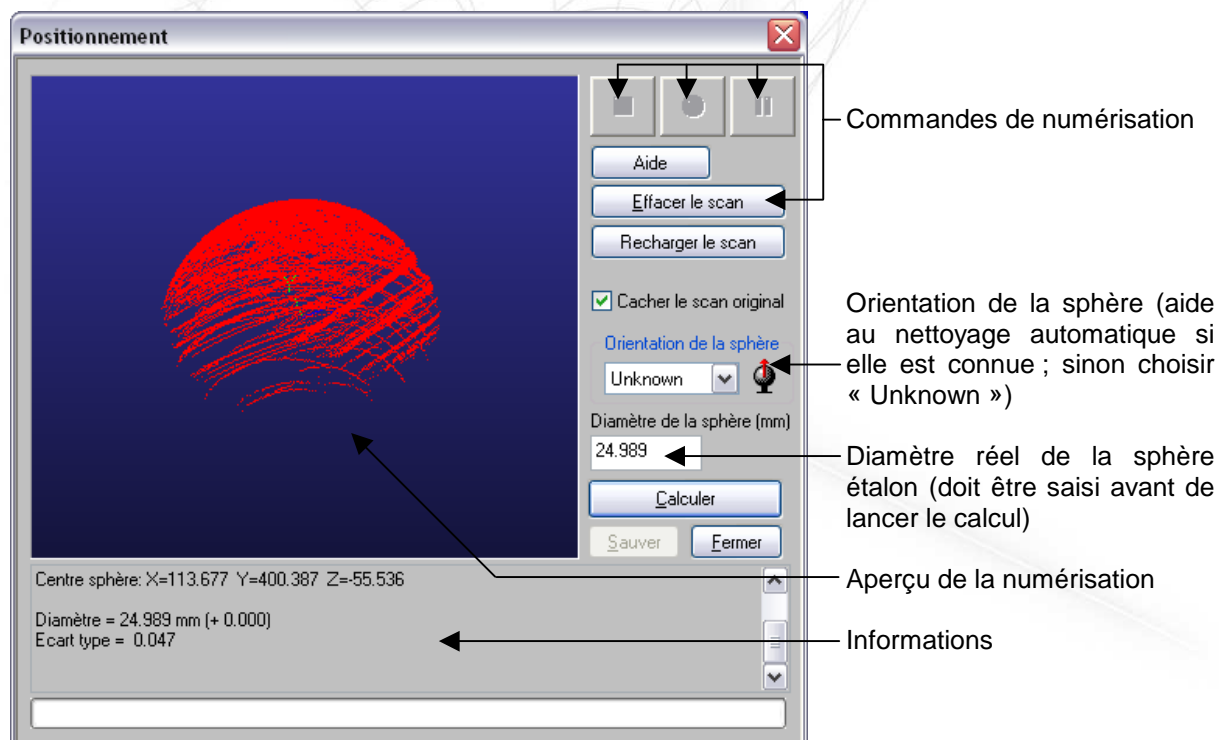 Positionnement
Commandes de numérisation
Aide
Effacer le scan
Recharger le scan
Cacher le scan original
Orientation de la sphère
Unknown
Orientation de la sphère (aide
au nettoyage automatique si
elle est connue ; sinon choisir
« Unknown »)
Diamètre de la sphère (mm)
24.989
Diamètre réel de la sphère
étalon (doit être saisi avant de
lancer le calcul)
Calculer
Sauver
Fermer
Aperçu de la numérisation
Centre sphère: X=113.677 Y=400.387 Z=-55.536
Diamètre = 24.989 mm (+ 0.000)
Ecart type = 0.047
Informations